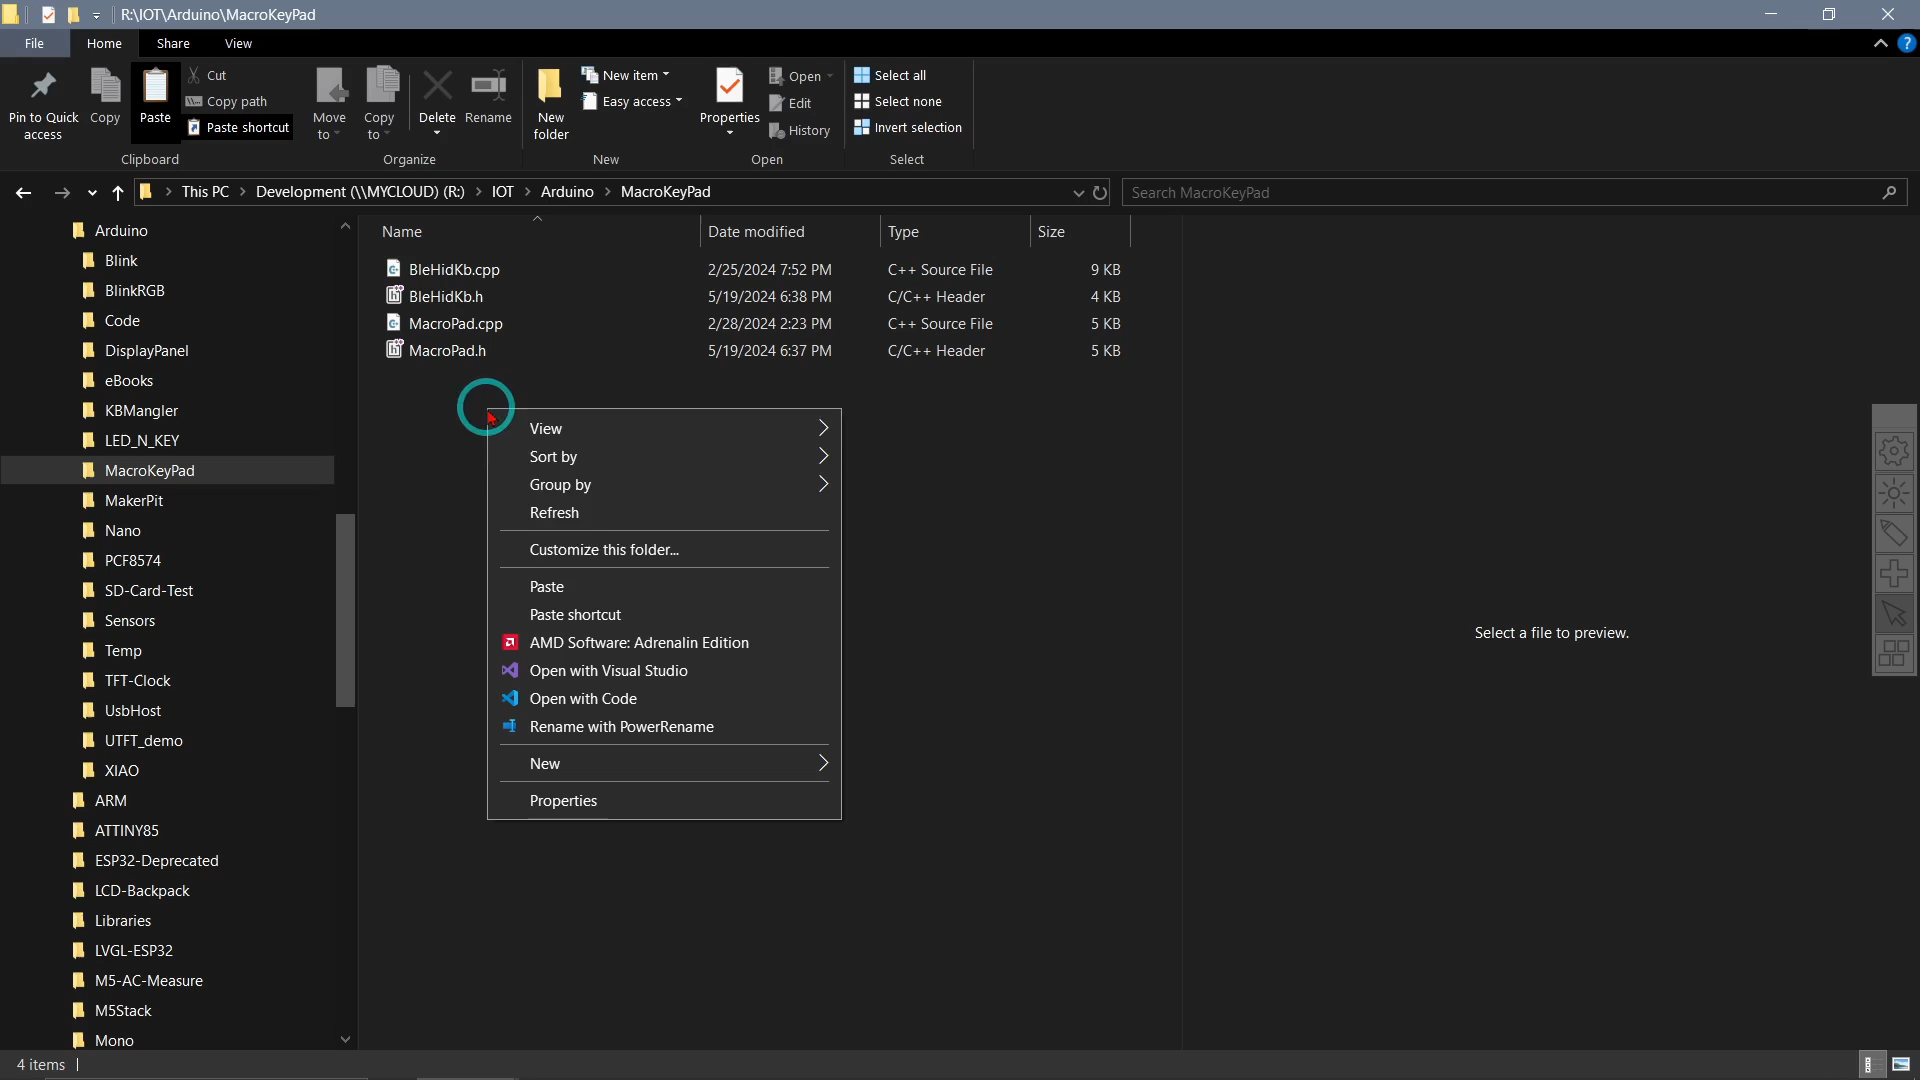 R:\IOT\Arduino\MacroKeyPad
File Home Share View
Pin to Quick access
Copy
Paste
Cut
Copy path
Paste shortcut
Clipboard
Move to
Copy to
Delete
Rename
Organize
New folder
New item
Easy access
New
Properties
Open
Edit
History
Open
Select all
Select none
Invert selection
Select
This PC > Development (\\MYCLOUD) (R:) > IOT > Arduino > MacroKeyPad
Search MacroKeyPad
Arduino
Blink
BlinkRGB
Code
DisplayPanel
eBooks
KBMangler
LED_N_KEY
MacroKeyPad
MakerPit
Nano
PCF8574
SD-Card-Test
Sensors
Temp
TFT-Clock
UsbHost
UTFT_demo
XIAO
ARM
ATTINY85
ESP32-Deprecated
LCD-Backpack
Libraries
LVGL-ESP32
M5-AC-Measure
M5Stack
Mono
Name Date modified Type Size
BleHidKb.cpp 2/25/2024 7:52 PM C++ Source File 9 KB
BleHidKb.h 5/19/2024 6:38 PM C/C++ Header 4 KB
MacroPad.cpp 2/28/2024 2:23 PM C++ Source File 5 KB
MacroPad.h 5/19/2024 6:37 PM C/C++ Header 5 KB
View
Sort by
Group by
Refresh
Customize this folder...
Paste
Paste shortcut
AMD Software: Adrenalin Edition
Open with Visual Studio
Open with Code
Rename with PowerRename
New
Properties
Select a file to preview.
4 items